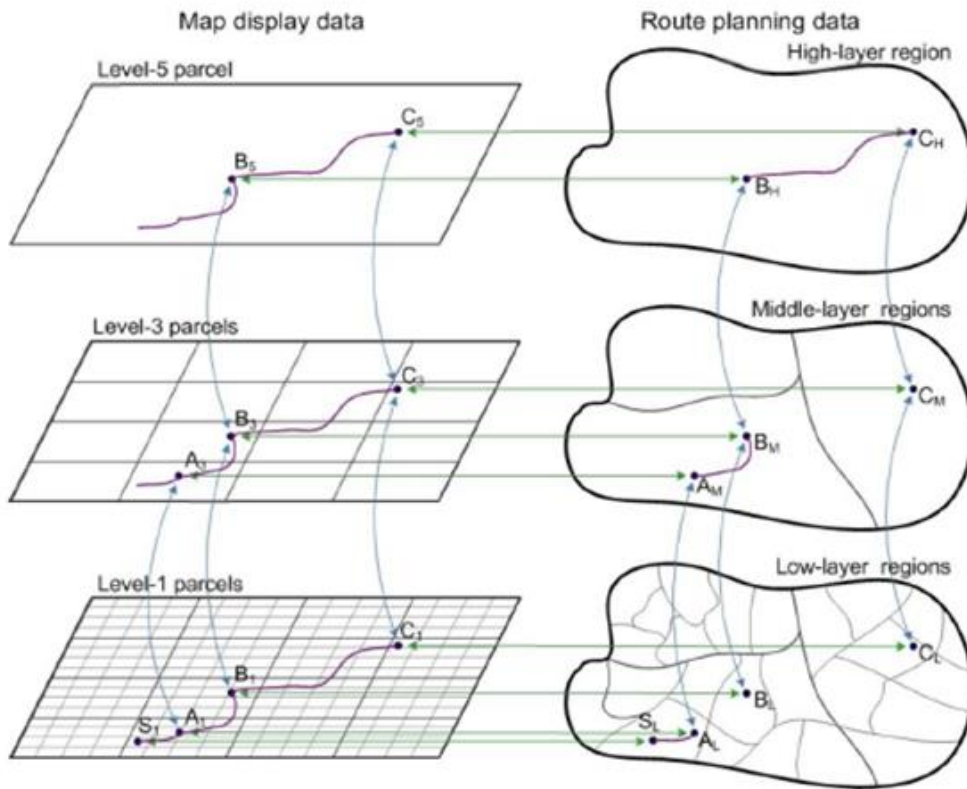 Map display data
Route planning data
Level-5 parcel
High-layer region
C5
CH
B5
BH
Level-3 parcels
Middle-layer regions
C3
CM
B3
BM
A3
AM
Level-1 parcels
Low-layer regions
C1
CL
B1
BL
S1
A1
SL
AL